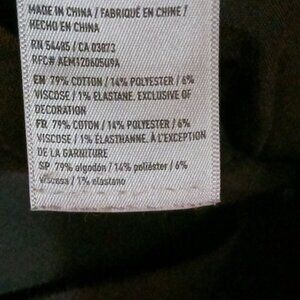 MADE IN CHINA / FABRIQUÉ EN CHINE /
HECHO EN CHINA
RN 54485 / CA 03873
RFC# AEM120605U9A
EN 79% COTTON / 14% POLYESTER / 6%
VISCOSE / 1% ELASTANE. EXCLUSIVE OF
DECORATION
FR 79% COTON / 14% POLYESTER / 6%
VISCOSE / 1% ÉLASTHANNE. À L'EXCEPTION
DE LA GARNITURE
SP 79% algodón / 14% poliéster / 6%
viscosa / 1% elastano